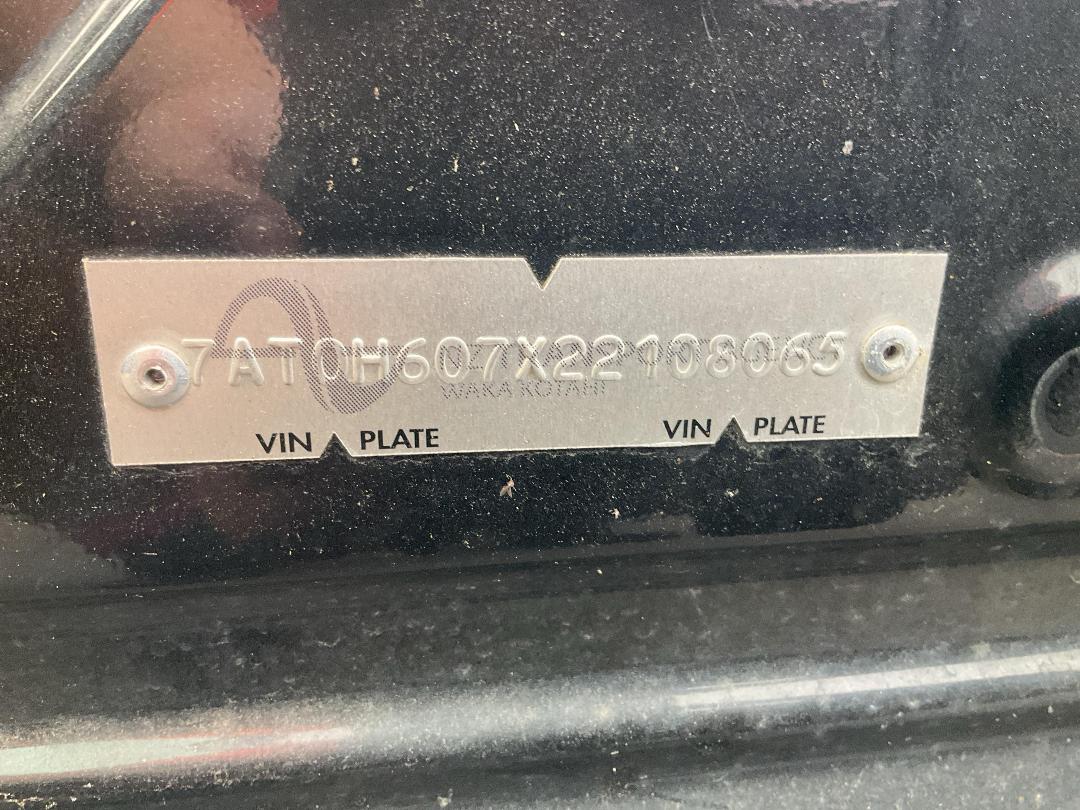 7AT0H607X22108065
WAKA KOTAHI
VIN PLATE VIN PLATE